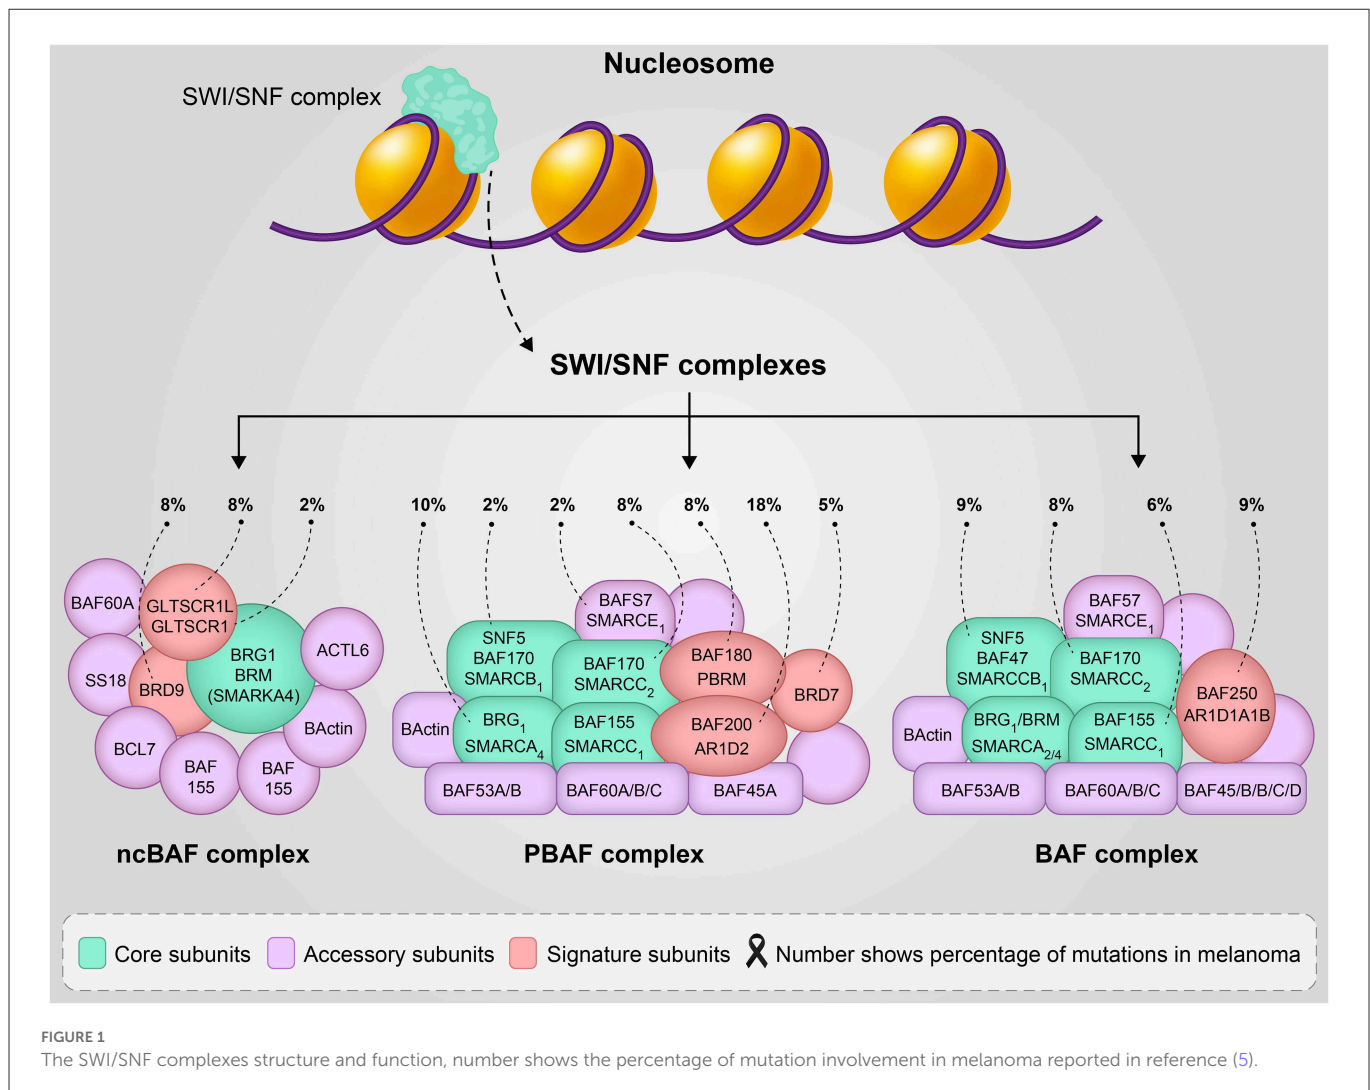 Nucleosome
SWI/SNF complex
SWI/SNF complexes
8% 8% 2%
BAF60A
GLTSCR1L
GLTSCR1
BRG1
BRM
(SMARKA4)
ACTL6
SS18
BRD9
BCL7
BAF
155
BAF
155
BActin
ncBAF complex
10% 2% 2% 8% 8% 18% 5%
BAFS7
SMARCE1
SNF5
BAF170
SMARCB1
BAF170
SMARCC2
BAF180
PBRM
BRD7
BActin
BRG1
SMARCA4
BAF155
SMARCC1
BAF200
AR1D2
BAF53A/B
BAF60A/B/C
BAF45A
PBAF complex
9% 8% 6% 9%
BAF57
SMARCE1
SNF5
BAF47
SMARCCB1
BAF170
SMARCC2
BAF250
AR1D1A1B
BActin
BRG1/BRM
SMARCA2/4
BAF155
SMARCC1
BAF53A/B
BAF60A/B/C
BAF45/B/B/C/D
BAF complex
Core subunits
Accessory subunits
Signature subunits
Number shows percentage of mutations in melanoma
FIGURE 1
The SWI/SNF complexes structure and function, number shows the percentage of mutation involvement in melanoma reported in reference (5).